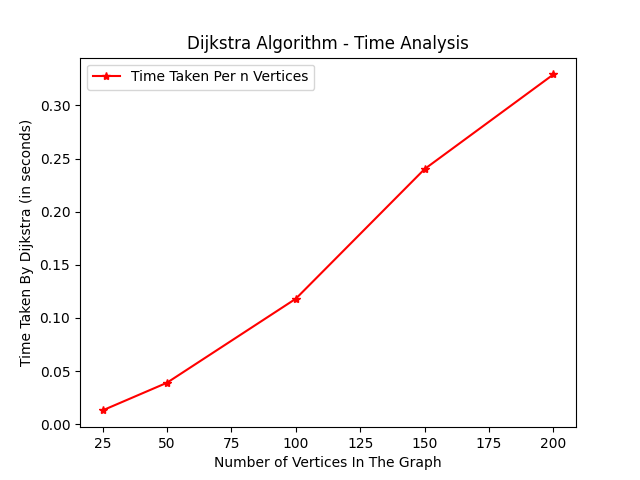 Dijkstra Algorithm - Time Analysis
Time Taken Per n Vertices
Time Taken By Dijkstra (in seconds)
0.30
0.25
0.20
0.15
0.10
0.05
0.00
25 50 75 100 125 150 175 200
Number of Vertices In The Graph